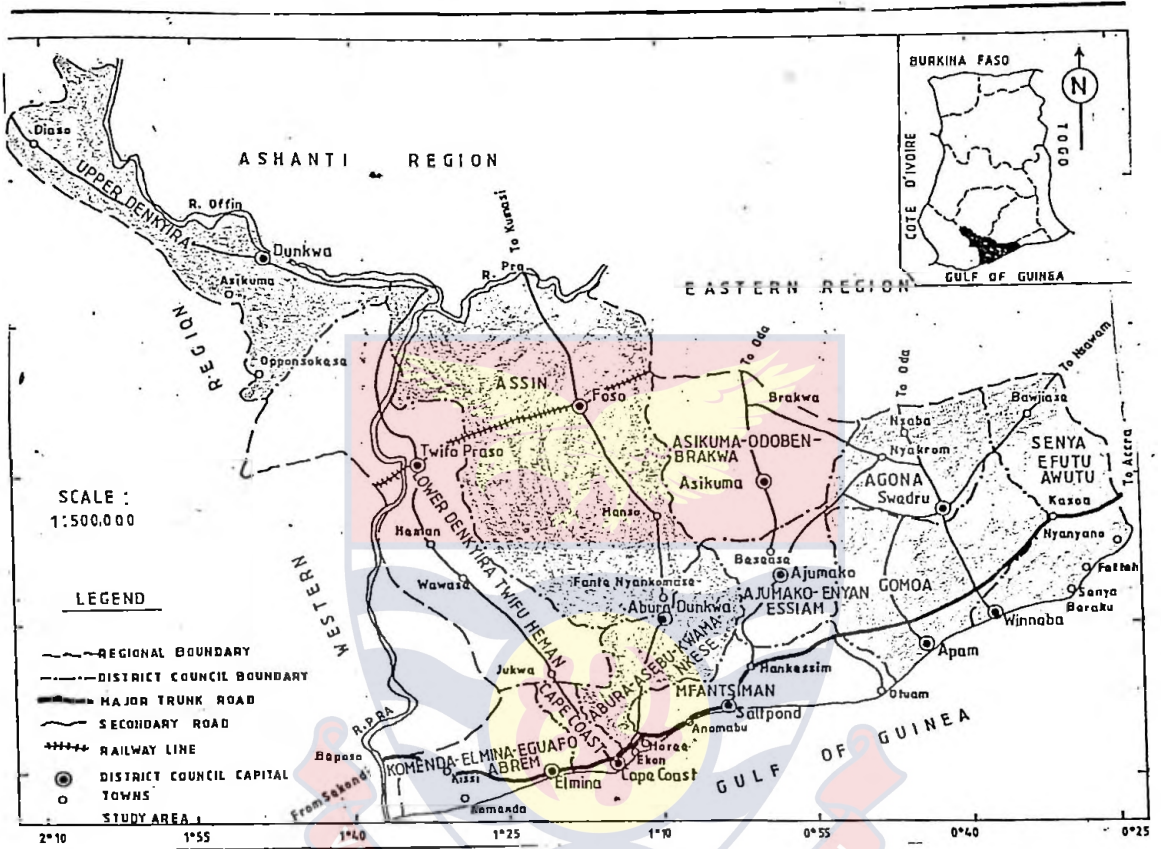 BURKINA FASO
N
TOGO
COTE D'IVOIRE
GULF OF GUINEA
ASHANTI REGION
Diaso
UPPER DENKYIRA
R. Offin
Dunkwa
Asikuma
Opponsokasa
To Kumasi
R. Pra
EASTERN REGION
WESTERN
REGION
ASSIN
Foso
Twifo Praso
To Oda
Brakwa
ASIKUMA-ODOBEN-
BRAKWA
Asikuma
To Oda
Nsaba
Nyakrom
AGONA
Swedru
To Nsawam
Bawjiase
SENYA
EFUTU
AWUTU
To Accra
Kasoa
Nyanyano
Fetteh
Senya
Beraku
Winnaba
Apam
GOMOA
Manso
LOWER DENKYIRA TWIFU HEMAN
Heman
Wawase
Fante Nyankomase
Abura Dunkwa
Besease
Ajumako
AJUMAKO-ENYAN
ESSIAM
Mankessim
Otuam
Jukwa
CAPE COAST
ABURA-ASEBU-KWAMA-
NKESE
MFANTSIMAN
Saltpond
Anomabu
Moree
Ekon
Cape Coast
GULF OF GUINEA
R.PRA
Beposo
KOMENDA-ELMINA-EGUAFO
ABREM
Kissi
Elmina
Komenda
From Sekondi
SCALE :
1:500,000
LEGEND
REGIONAL BOUNDARY
DISTRICT COUNCIL BOUNDARY
MAJOR TRUNK ROAD
SECONDARY ROAD
RAILWAY LINE
DISTRICT COUNCIL CAPITAL
TOWNS
STUDY AREA
2°10 1°55 1°40 1°25 1°10 0°55 0°40 0°25